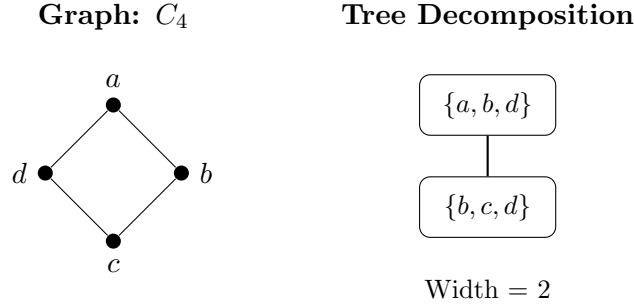 Graph: C₄
Tree Decomposition
a
d
b
c
{a, b, d}
{b, c, d}
Width = 2